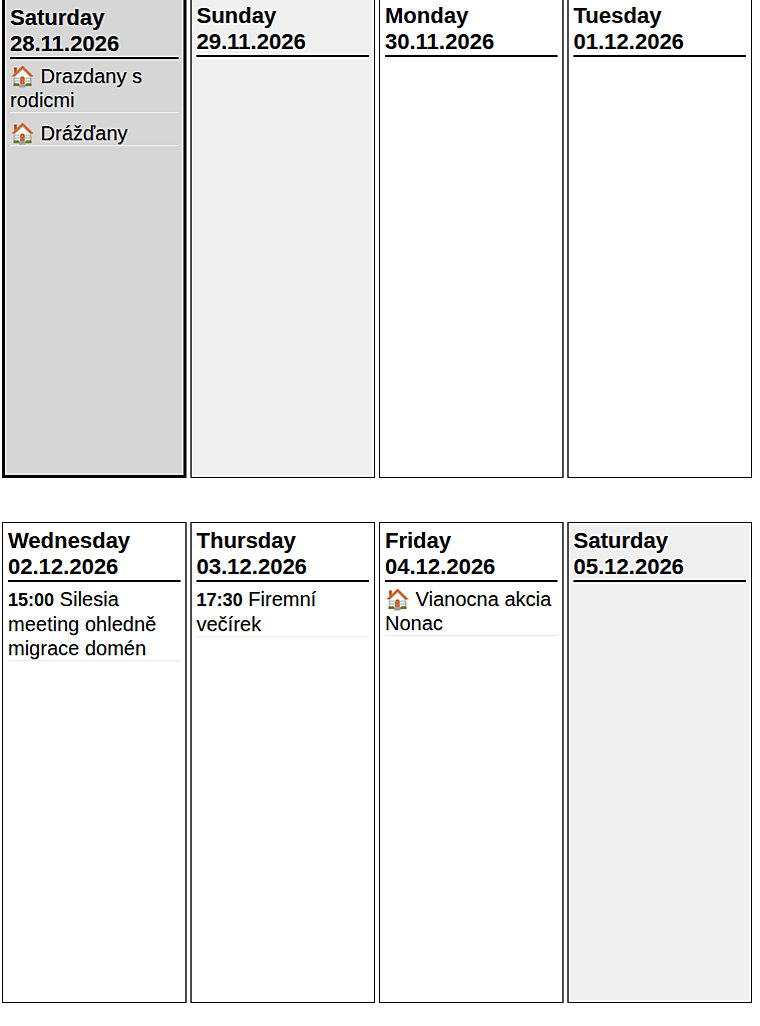 Saturday
28.11.2026
🏠 Drazdany s
rodicmi
🏠 Drážďany
Sunday
29.11.2026
Monday
30.11.2026
Tuesday
01.12.2026
Wednesday
02.12.2026
15:00 Silesia
meeting ohledně
migrace domén
Thursday
03.12.2026
17:30 Firemní
večírek
Friday
04.12.2026
🏠 Vianocna akcia
Nonac
Saturday
05.12.2026